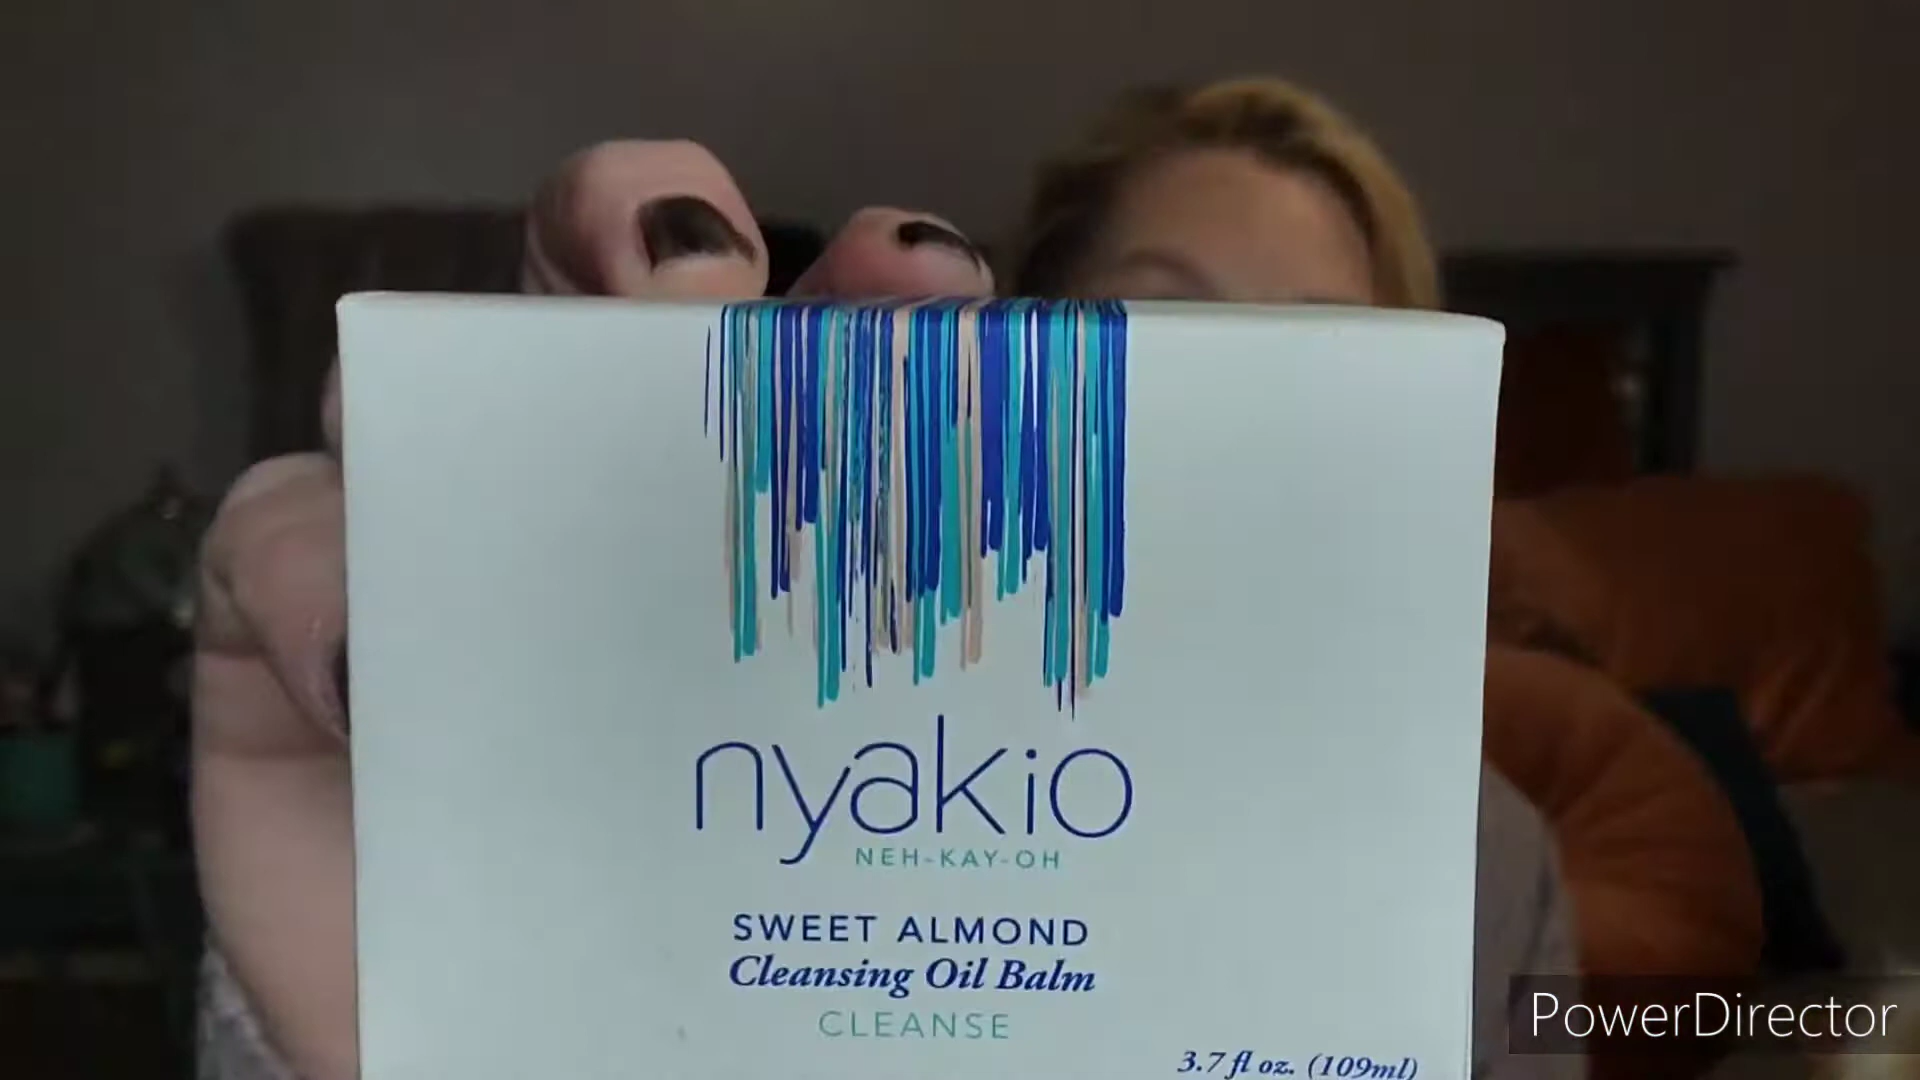 nyakio
NEH-KAY-OH
SWEET ALMOND
Cleansing Oil Balm
CLEANSE
3.7 fl oz. (109ml)
PowerDirector